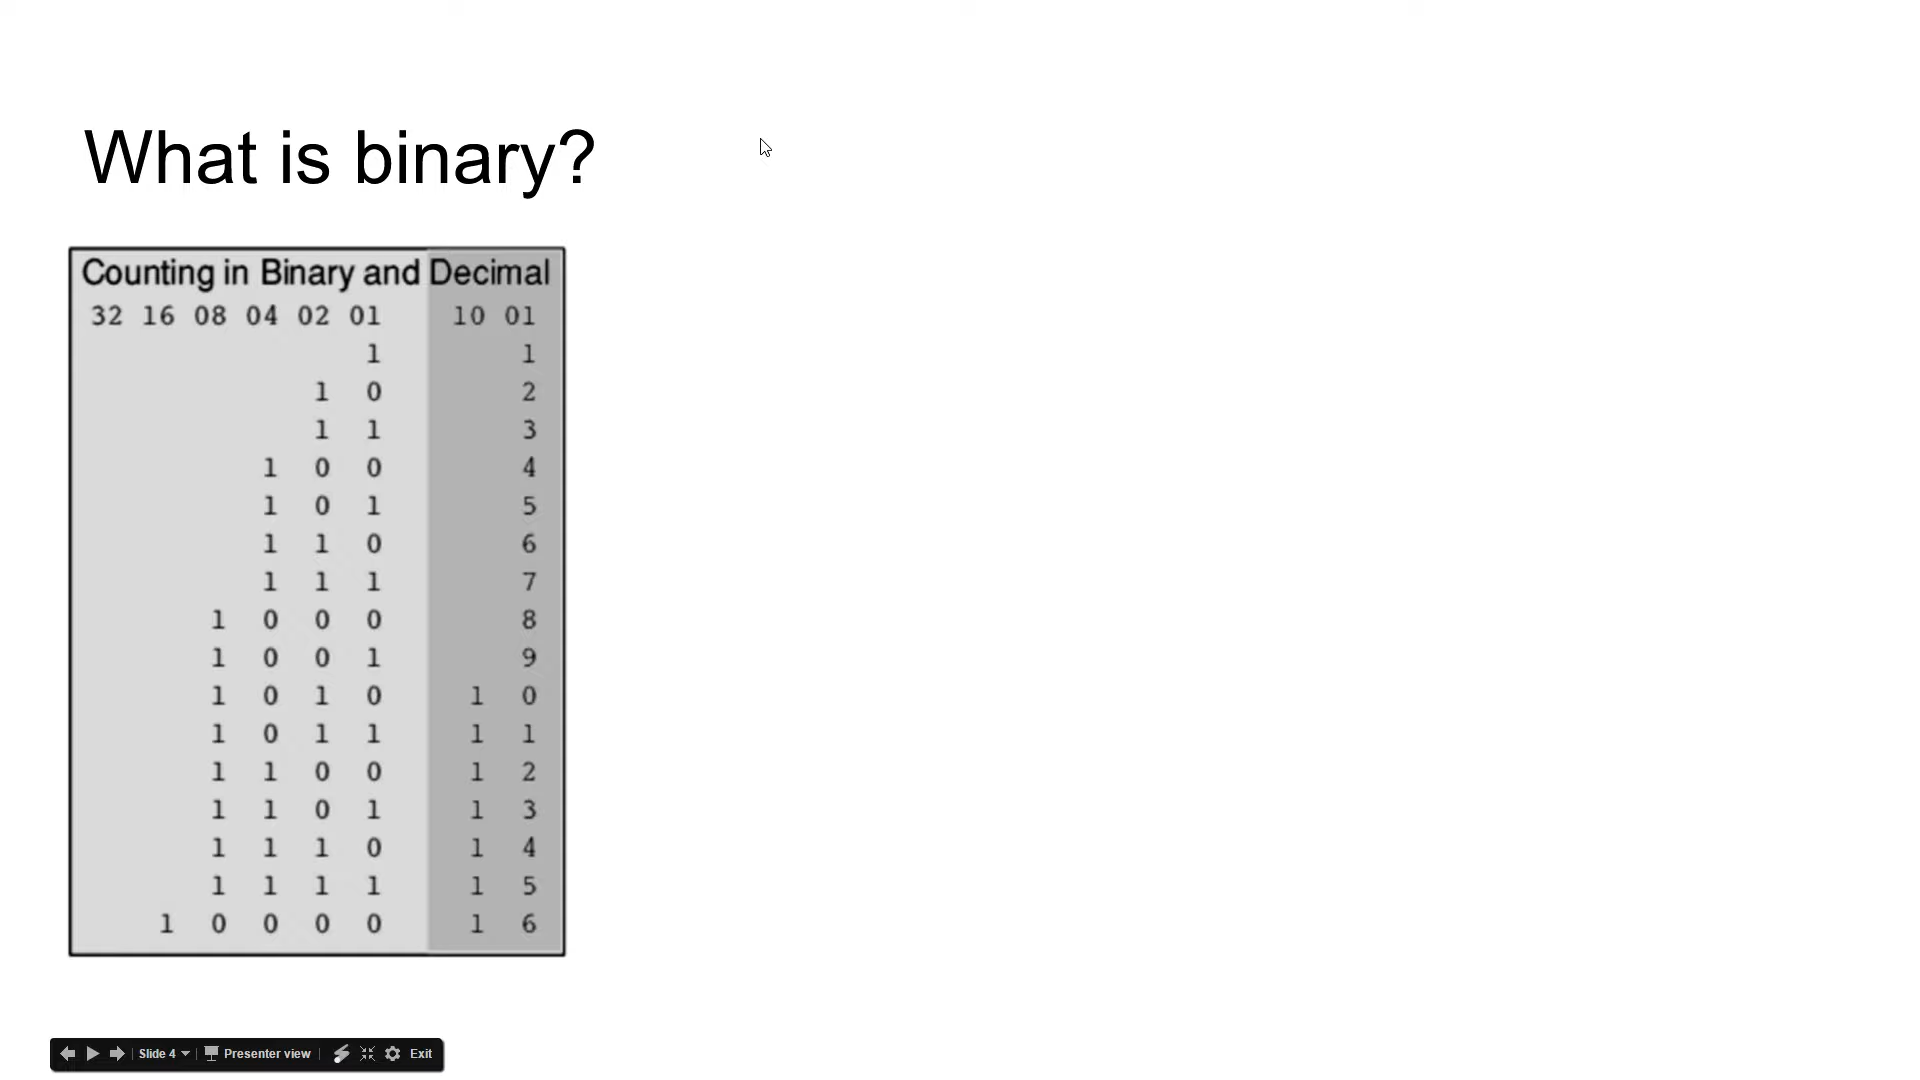 What is binary?
Counting in Binary and Decimal
32 16 08 04 02 01 10 01
1 1
1 0 2
1 1 3
1 0 0 4
1 0 1 5
1 1 0 6
1 1 1 7
1 0 0 0 8
1 0 0 1 9
1 0 1 0 1 0
1 0 1 1 1 1
1 1 0 0 1 2
1 1 0 1 1 3
1 1 1 0 1 4
1 1 1 1 1 5
1 0 0 0 0 1 6
Slide 4 Presenter view Exit